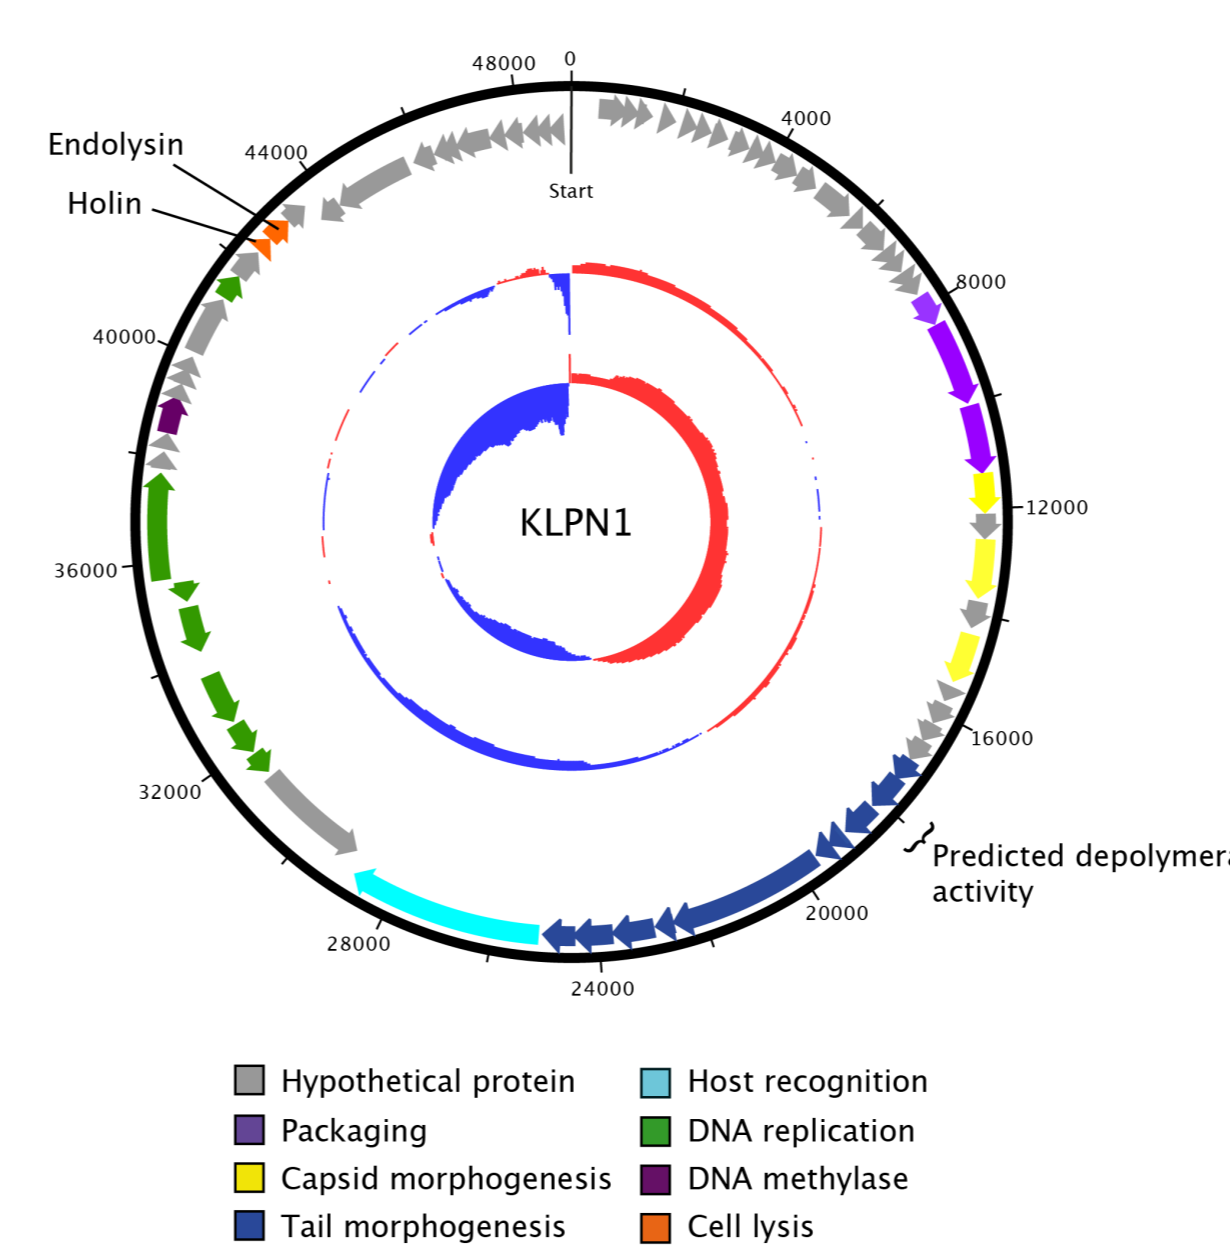 48000
0
4000
Endolysin
44000
Holin
Start
8000
40000
KLPN1
12000
36000
16000
32000
Predicted depolymera
activity
20000
28000
24000
Hypothetical protein
Host recognition
Packaging
DNA replication
Capsid morphogenesis
DNA methylase
Tail morphogenesis
Cell lysis